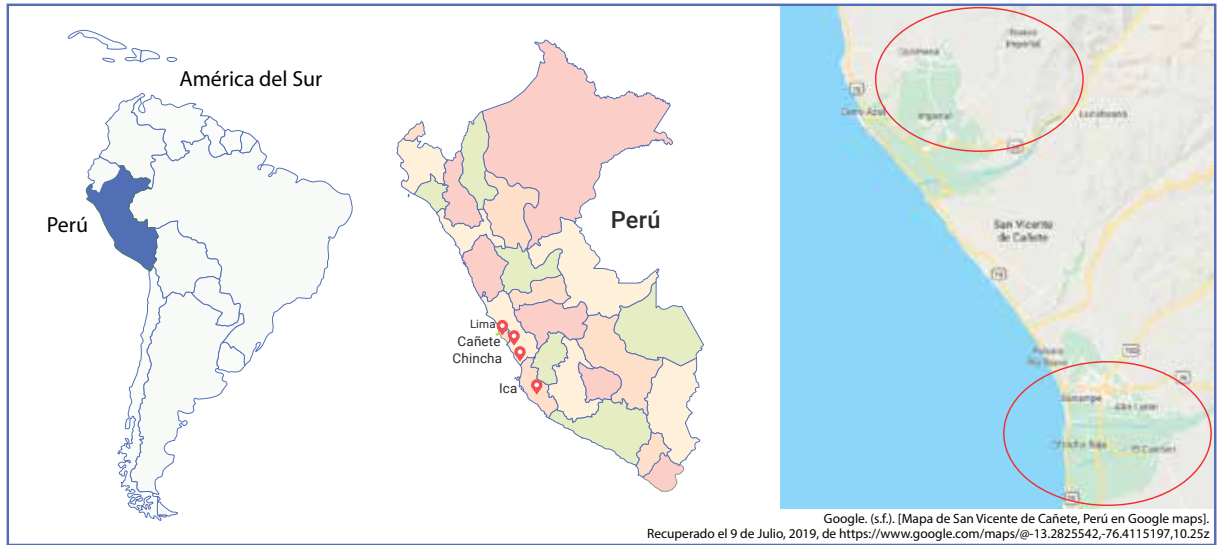 América del Sur
Perú
Perú
Lima
Cañete
Chincha
Ica
Quilmaná
Nuevo
Imperial
Cerro Azul
Imperial
Lunahuaná
San Vicente
de Cañete
Sunampe
Alto Laran
Chincha Baja
El Carmen
Google. (s.f.). [Mapa de San Vicente de Cañete, Perú en Google maps].
Recuperado el 9 de Julio, 2019, de https://www.google.com/maps/@-13.2825542,-76.4115197,10.25z